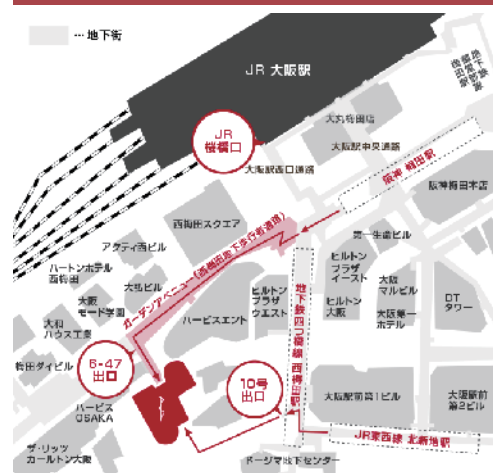 … 地下街
JR 大阪駅
地下鉄
御堂筋線
梅田駅
JR
桜橋口
大丸梅田店
大阪駅中央通路
大阪駅西口通路
阪神 梅田駅
阪神梅田本店
西梅田スクエア
ガーデンアベニュー(西梅田地下歩行者通路)
第一生命ビル
アクティ西ビル
ハートンホテル
西梅田
大弘ビル
大阪
モード学園
大和
ハウス工業
梅田ダイビル
ハービスエント
ヒルトン
プラザ
ウエスト
地下鉄四つ橋線 西梅田駅
ヒルトン
プラザ
イースト
ヒルトン
大阪
大阪
マルビル
大阪第一
ホテル
DT
タワー
6-47
出口
10号
出口
ハービス
OSAKA
大阪駅前第1ビル
大阪駅前
第2ビル
JR東西線 北新地駅
ザ・リッツ
カールトン大阪
ドージマ地下センター